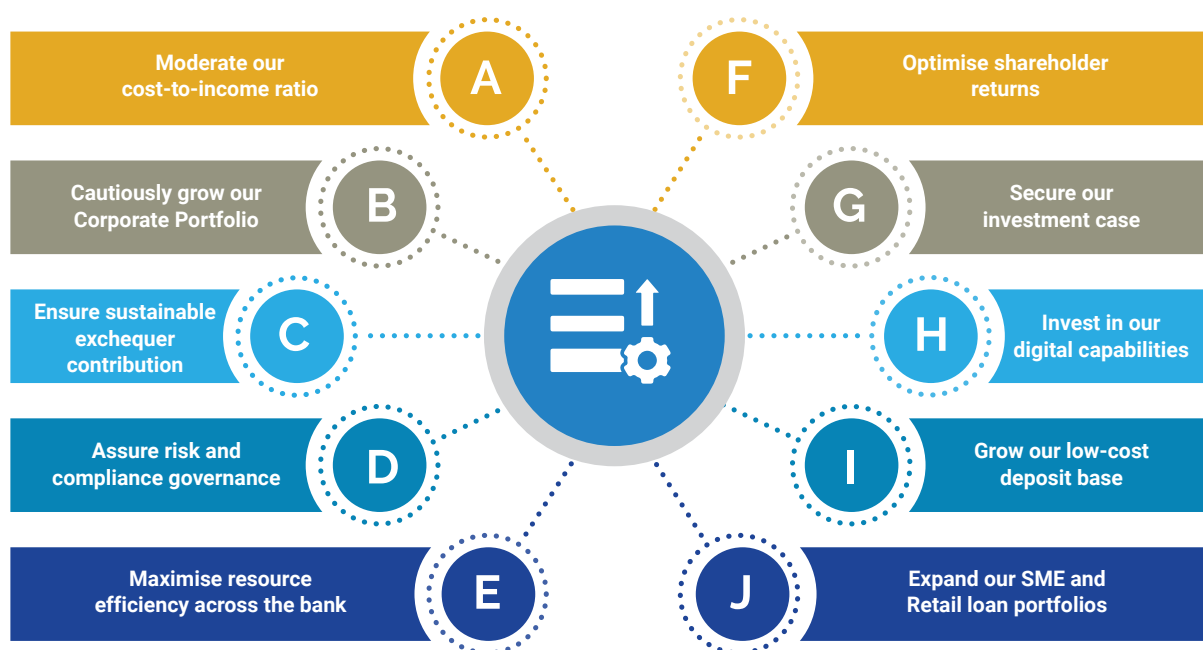 Moderate our
cost-to-income ratio
A
Cautiously grow our
Corporate Portfolio
B
Ensure sustainable
exchequer
contribution
C
Assure risk and
compliance governance
D
Maximise resource
efficiency across the bank
E
F
Optimise shareholder
returns
G
Secure our
investment case
H
Invest in our
digital capabilities
I
Grow our low-cost
deposit base
J
Expand our SME and
Retail loan portfolios